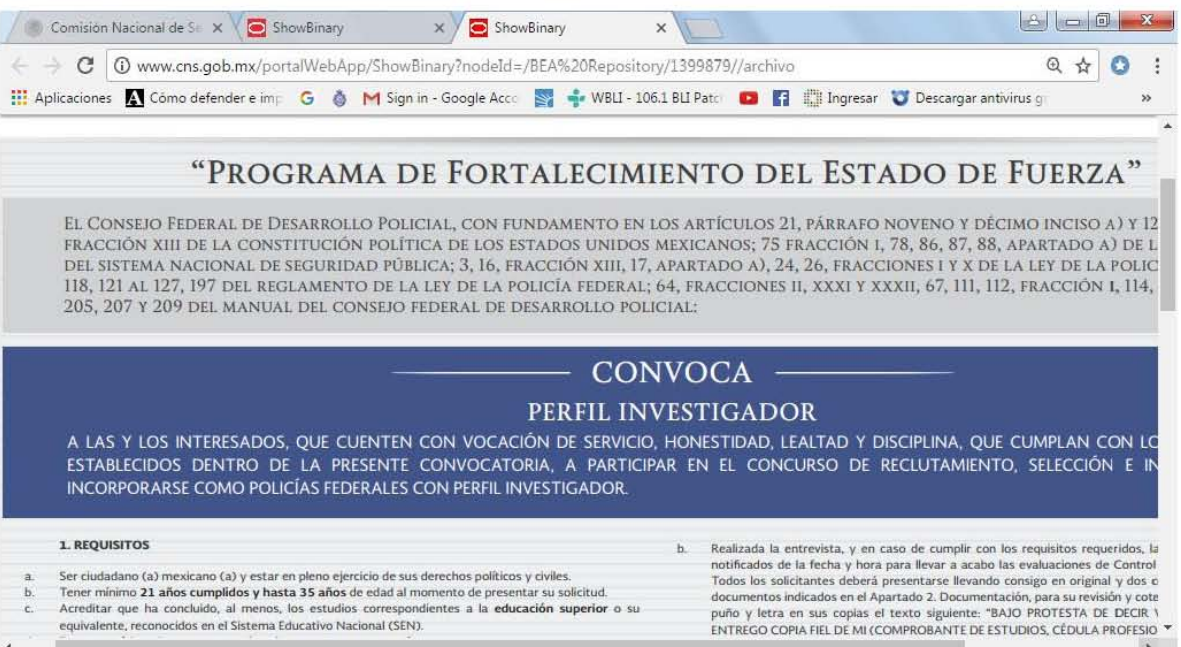 Comisión Nacional de Se
ShowBinary
ShowBinary
www.cns.gob.mx/portalWebApp/ShowBinary?nodeId=/BEA%20Repository/1399879//archivo
Aplicaciones
Cómo defender e imp
Sign in - Google Acco
WBLI - 106.1 BLI Patc
Ingresar
Descargar antivirus gr
»
“PROGRAMA DE FORTALECIMIENTO DEL ESTADO DE FUERZA”
EL CONSEJO FEDERAL DE DESARROLLO POLICIAL, CON FUNDAMENTO EN LOS ARTÍCULOS 21, PÁRRAFO NOVENO Y DÉCIMO INCISO A) Y 12
FRACCIÓN XIII DE LA CONSTITUCIÓN POLÍTICA DE LOS ESTADOS UNIDOS MEXICANOS; 75 FRACCIÓN I, 78, 86, 87, 88, APARTADO A) DE L
DEL SISTEMA NACIONAL DE SEGURIDAD PÚBLICA; 3, 16, FRACCIÓN XIII, 17, APARTADO A), 24, 26, FRACCIONES I Y X DE LA LEY DE LA POLIC
118, 121 AL 127, 197 DEL REGLAMENTO DE LA LEY DE LA POLICÍA FEDERAL; 64, FRACCIONES II, XXXI Y XXXII, 67, 111, 112, FRACCIÓN I, 114,
205, 207 Y 209 DEL MANUAL DEL CONSEJO FEDERAL DE DESARROLLO POLICIAL:
CONVOCA
PERFIL INVESTIGADOR
A LAS Y LOS INTERESADOS, QUE CUENTEN CON VOCACIÓN DE SERVICIO, HONESTIDAD, LEALTAD Y DISCIPLINA, QUE CUMPLAN CON LO
ESTABLECIDOS DENTRO DE LA PRESENTE CONVOCATORIA, A PARTICIPAR EN EL CONCURSO DE RECLUTAMIENTO, SELECCIÓN E IN
INCORPORARSE COMO POLICÍAS FEDERALES CON PERFIL INVESTIGADOR.
1. REQUISITOS
a. Ser ciudadano (a) mexicano (a) y estar en pleno ejercicio de sus derechos políticos y civiles.
b. Tener mínimo 21 años cumplidos y hasta 35 años de edad al momento de presentar su solicitud.
c. Acreditar que ha concluido, al menos, los estudios correspondientes a la educación superior o su
equivalente, reconocidos en el Sistema Educativo Nacional (SEN).
b. Realizada la entrevista, y en caso de cumplir con los requisitos requeridos, la
notificados de la fecha y hora para llevar a acabo las evaluaciones de Control
Todos los solicitantes deberá presentarse llevando consigo en original y dos c
documentos indicados en el Apartado 2. Documentación, para su revisión y cote
puño y letra en sus copias el texto siguiente: "BAJO PROTESTA DE DECIR V
ENTREGO COPIA FIEL DE MI (COMPROBANTE DE ESTUDIOS, CÉDULA PROFESIO